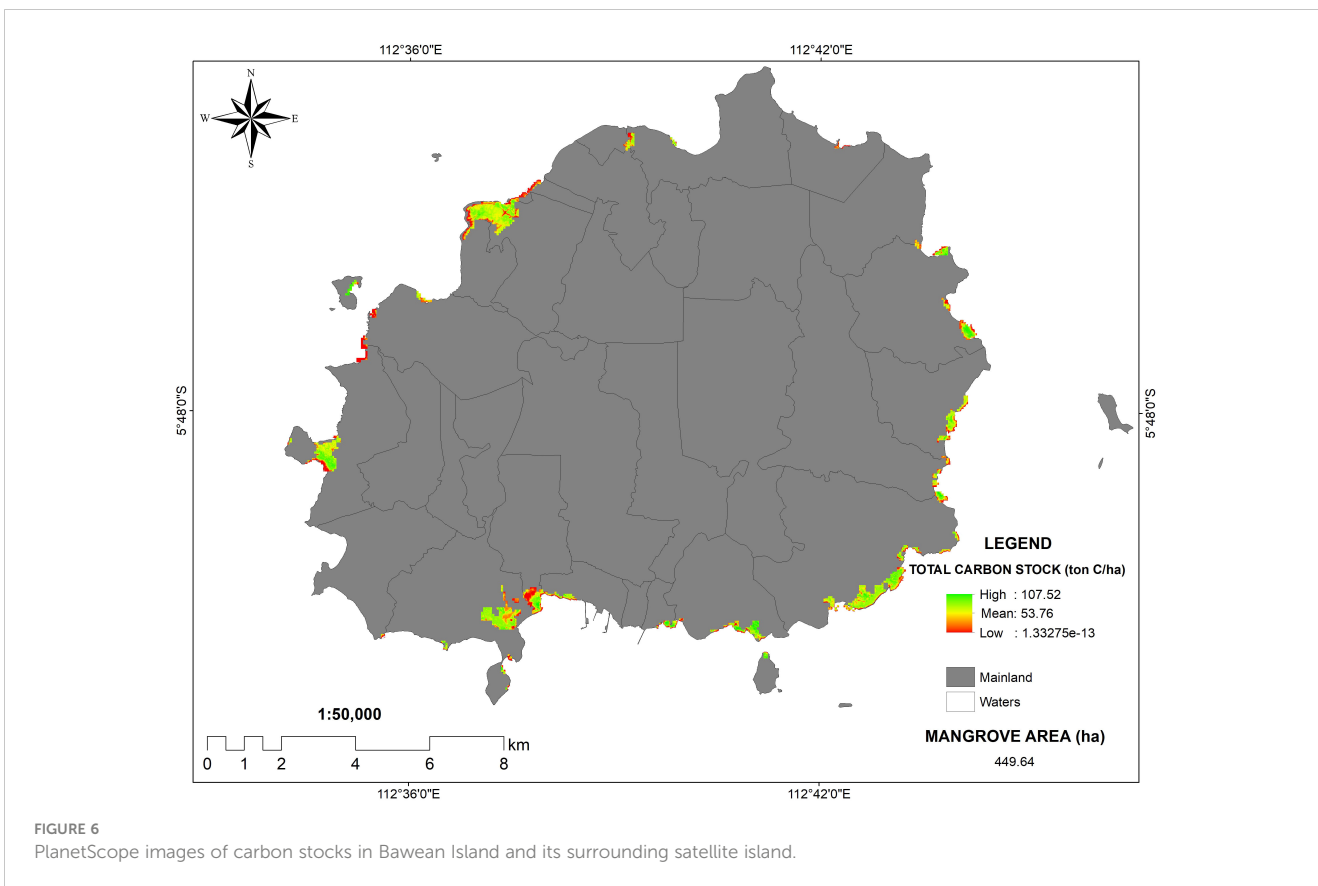 112°36'0"E
112°42'0"E
N
W
E
S
5°48'0"S
5°48'0"S
LEGEND
TOTAL CARBON STOCK (ton C/ha)
High : 107.52
Mean: 53.76
Low : 1.33275e-13
Mainland
Waters
MANGROVE AREA (ha)
449.64
1:50,000
km
0 1 2 4 6 8
112°36'0"E
112°42'0"E
FIGURE 6
PlanetScope images of carbon stocks in Bawean Island and its surrounding satellite island.